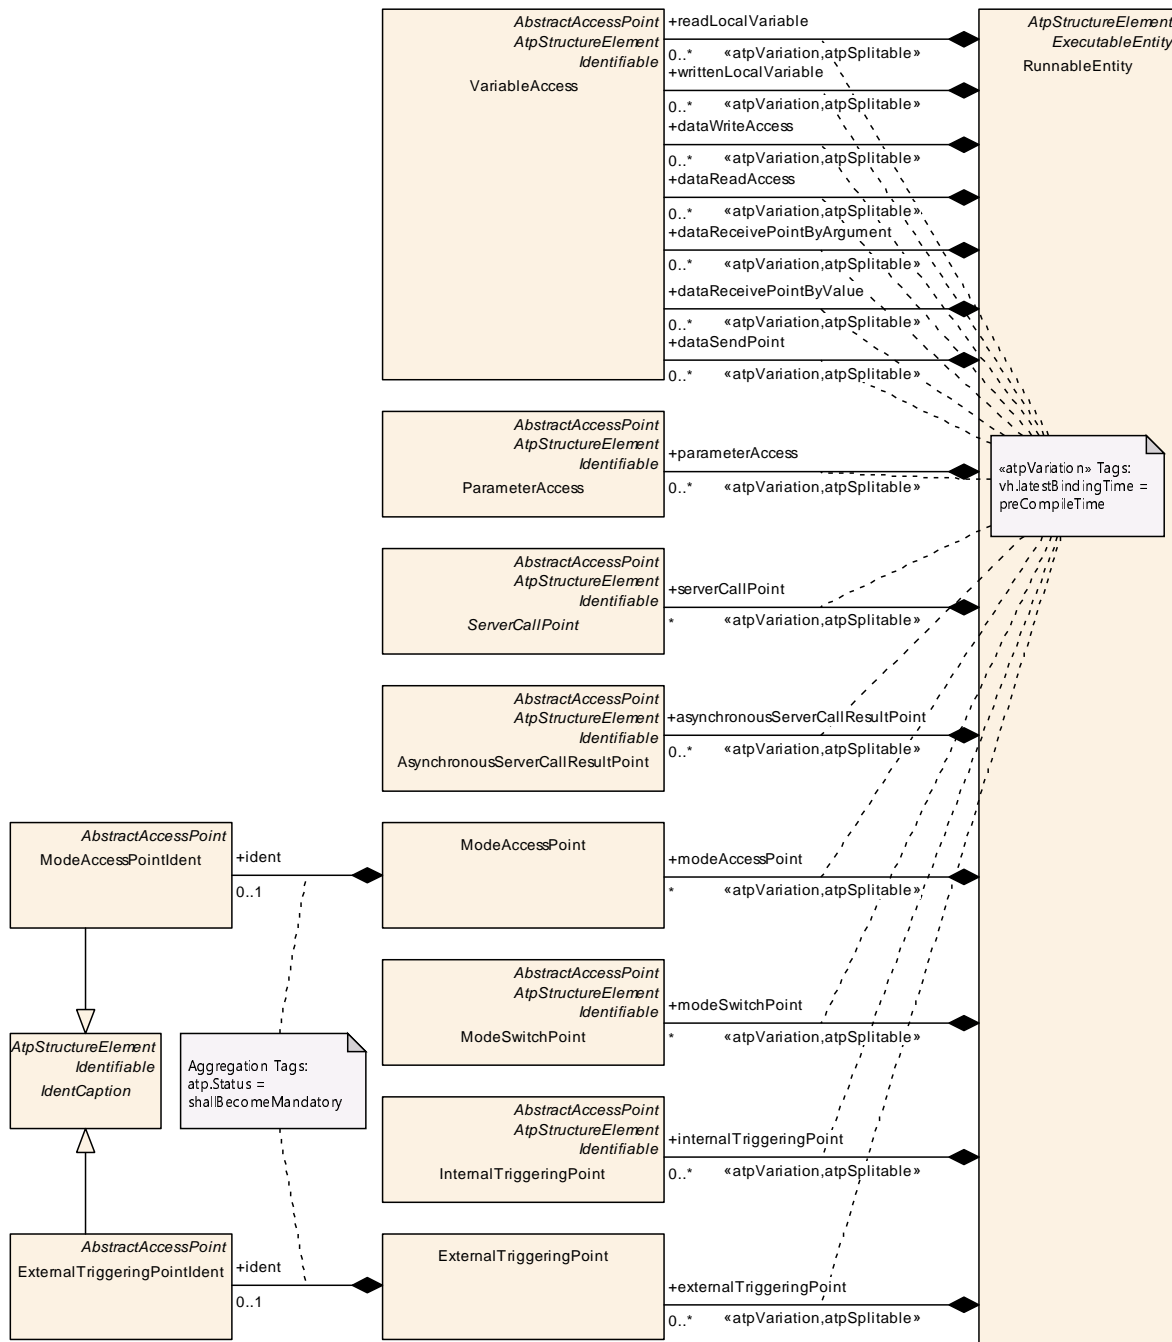 AbstractAccessPoint
AtpStructureElement
Identifiable
VariableAccess
+readLocalVariable
0..* «atpVariation,atpSplitable»
+writtenLocalVariable
0..* «atpVariation,atpSplitable»
+dataWriteAccess
0..* «atpVariation,atpSplitable»
+dataReadAccess
0..* «atpVariation,atpSplitable»
+dataReceivePointByArgument
0..* «atpVariation,atpSplitable»
+dataReceivePointByValue
0..* «atpVariation,atpSplitable»
+dataSendPoint
0..* «atpVariation,atpSplitable»
AtpStructureElement
ExecutableEntity
RunnableEntity
AbstractAccessPoint
AtpStructureElement
Identifiable
ParameterAccess
+parameterAccess
0..* «atpVariation,atpSplitable»
«atpVariation» Tags:
vh.latestBindingTime =
preCompileTime
AbstractAccessPoint
AtpStructureElement
Identifiable
ServerCallPoint
+serverCallPoint
* «atpVariation,atpSplitable»
AbstractAccessPoint
AtpStructureElement
Identifiable
AsynchronousServerCallResultPoint
+asynchronousServerCallResultPoint
0..* «atpVariation,atpSplitable»
AbstractAccessPoint
ModeAccessPointIdent
+ident
0..1
ModeAccessPoint
+modeAccessPoint
* «atpVariation,atpSplitable»
AbstractAccessPoint
AtpStructureElement
Identifiable
ModeSwitchPoint
+modeSwitchPoint
* «atpVariation,atpSplitable»
AtpStructureElement
Identifiable
IdentCaption
Aggregation Tags:
atp.Status =
shallBecomeMandatory
AbstractAccessPoint
AtpStructureElement
Identifiable
InternalTriggeringPoint
+internalTriggeringPoint
0..* «atpVariation,atpSplitable»
AbstractAccessPoint
ExternalTriggeringPointIdent
+ident
0..1
ExternalTriggeringPoint
+externalTriggeringPoint
0..* «atpVariation,atpSplitable»